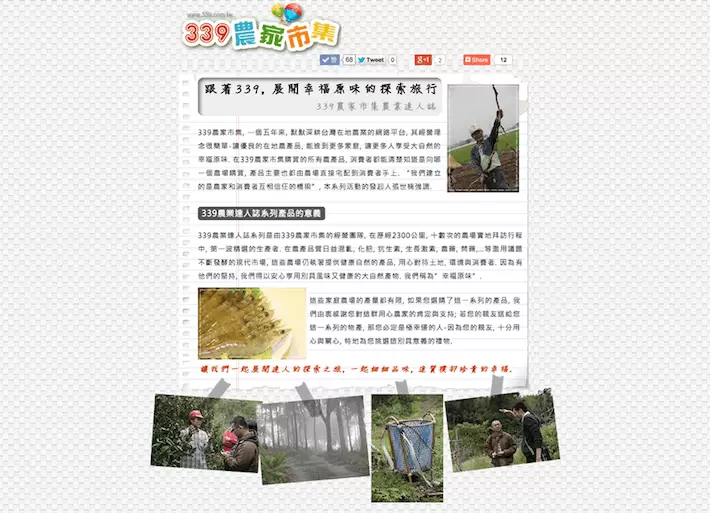 www.339.com.tw
339農家市集
讚 68 Tweet 0 +1 2 Share 12
跟著339, 展開幸福原味的探索旅行
339農家市集農業達人誌
339農家市集, 一個五年來, 默默深耕台灣在地農業的網路平台, 其經營理
念很簡單-讓優良的在地農產品, 能進到更多家庭, 讓更多人享受大自然的
幸福原味. 在339農家市集購買的所有農產品, 消費者都能清楚知道是向哪
一個農場購買, 產品主要也都由農場直接宅配到消費者手上. “我們建立
的是農家和消費者互相信任的橋樑”, 本系列活動的發起人張世稿強調.
339農業達人誌系列產品的意義
339農業達人誌系列是由339農家市集的經營團隊, 在歷經2300公里, 十數次的農場實地拜訪行程
中, 第一波精選的生產者. 在農產品質日益混亂, 化肥, 抗生素, 生長激素, 農藥, 焚藥,...等濫用議題
不斷發酵的現代市場, 這些農場仍執著提供健康自然的產品, 用心對待土地, 環境與消費者. 因為有
他們的堅持, 我們得以安心享用別具風味又健康的大自然產物. 我們稱為”幸福原味”.
這些家庭農場的產量都有限, 如果您選購了這一系列的產品, 我
們由衷感謝您對這群用心農家的肯定與支持; 若您的親友送給您
這一系列的物產, 那您必定是極幸運的人-因為您的親友, 十分用
心與關心, 特地為您挑選這別具意義的禮物.
讓我們一起展開達人的探索之旅, 一起細細品味, 這質樸卻珍貴的幸福.